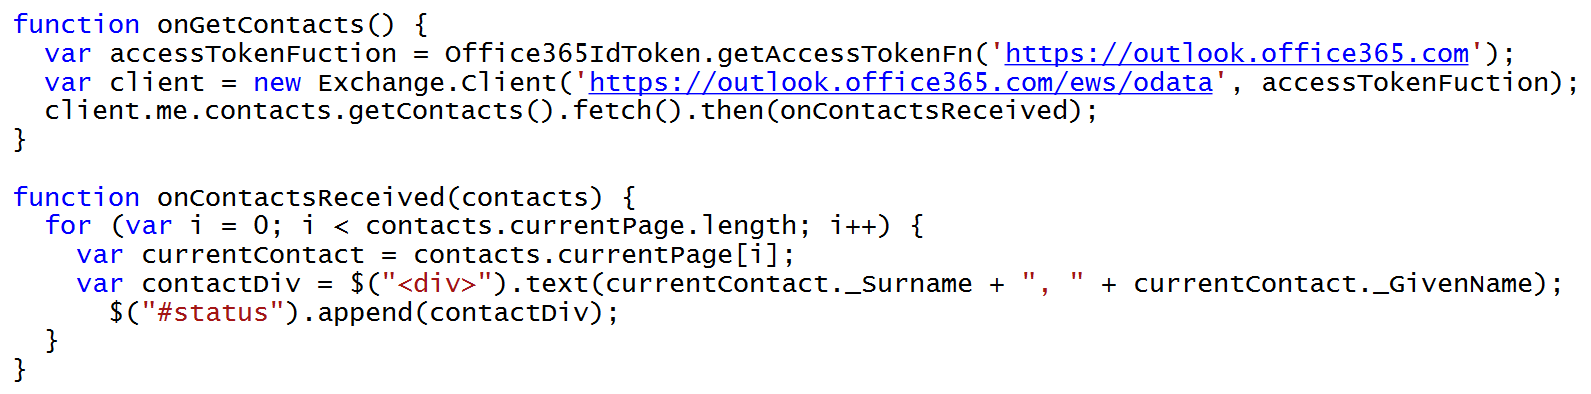 function onGetContacts() {
  var accessTokenFuction = Office365IdToken.getAccessTokenFn('https://outlook.office365.com');
  var client = new Exchange.Client('https://outlook.office365.com/ews/odata', accessTokenFuction);
  client.me.contacts.getContacts().fetch().then(onContactsReceived);
}

function onContactsReceived(contacts) {
  for (var i = 0; i < contacts.currentPage.length; i++) {
    var currentContact = contacts.currentPage[i];
    var contactDiv = $("<div>").text(currentContact._Surname + ", " + currentContact._GivenName);
      $("#status").append(contactDiv);
  }
}